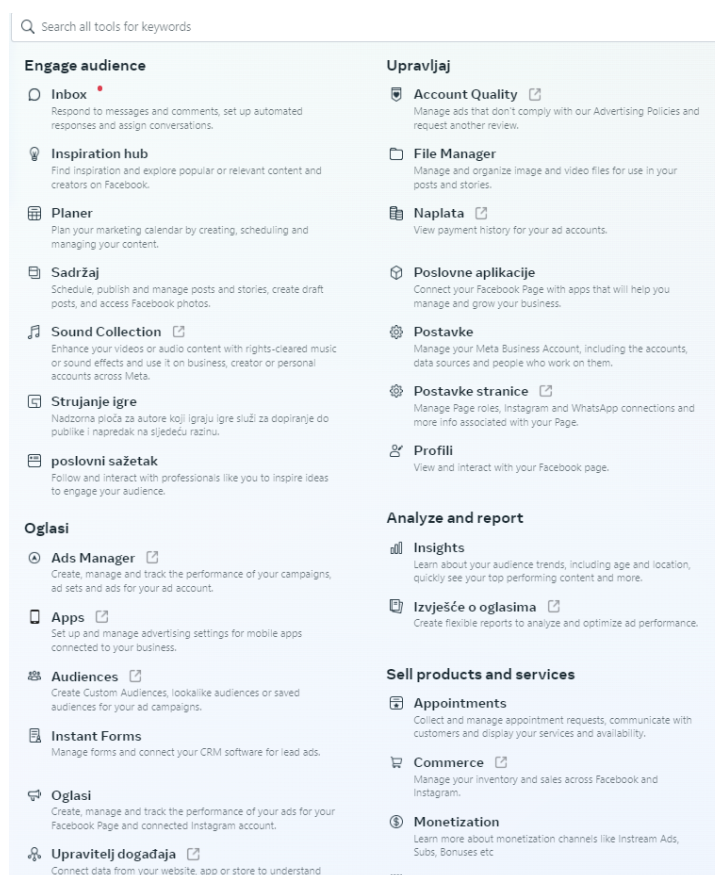 Search all tools for keywords
Engage audience
Inbox
Respond to messages and comments, set up automated
responses and assign conversations.
Inspiration hub
Find inspiration and explore popular or relevant content and
creators on Facebook.
Planer
Plan your marketing calendar by creating, scheduling and
managing your content.
Sadržaj
Schedule, publish and manage posts and stories, create draft
posts, and access Facebook photos.
Sound Collection
Enhance your videos or audio content with rights-cleared music
or sound effects and use it on business, creator or personal
accounts across Meta.
Strujanje igre
Nadzorna ploča za autore koji igraju igre služi za dopiranje do
publike i napredak na sljedeću razinu.
poslovni sažetak
Follow and interact with professionals like you to inspire ideas
to engage your audience.
Oglasi
Ads Manager
Create, manage and track the performance of your campaigns,
ad sets and ads for your ad account.
Apps
Set up and manage advertising settings for mobile apps
connected to your business.
Audiences
Create Custom Audiences, lookalike audiences or saved
audiences for your ad campaigns.
Instant Forms
Manage forms and connect your CRM software for lead ads.
Oglasi
Create, manage and track the performance of your ads for your
Facebook Page and connected Instagram account.
Upravitelj događaja
Connect data from your website, app or store to understand
Upravljaj
Account Quality
Manage ads that don't comply with our Advertising Policies and
request another review.
File Manager
Manage and organize image and video files for use in your
posts and stories.
Naplata
View payment history for your ad accounts.
Poslovne aplikacije
Connect your Facebook Page with apps that will help you
manage and grow your business.
Postavke
Manage your Meta Business Account, including the accounts,
data sources and people who work on them.
Postavke stranice
Manage Page roles, Instagram and WhatsApp connections and
more info associated with your Page.
Profili
View and interact with your Facebook page.
Analyze and report
Insights
Learn about your audience trends, including age and location,
quickly see your top performing content and more.
Izvješće o oglasima
Create flexible reports to analyze and optimize ad performance.
Sell products and services
Appointments
Collect and manage appointment requests, communicate with
customers and display your services and availability.
Commerce
Manage your inventory and sales across Facebook and
Instagram.
Monetization
Learn more about monetization channels like Instream Ads,
Subs, Bonuses etc